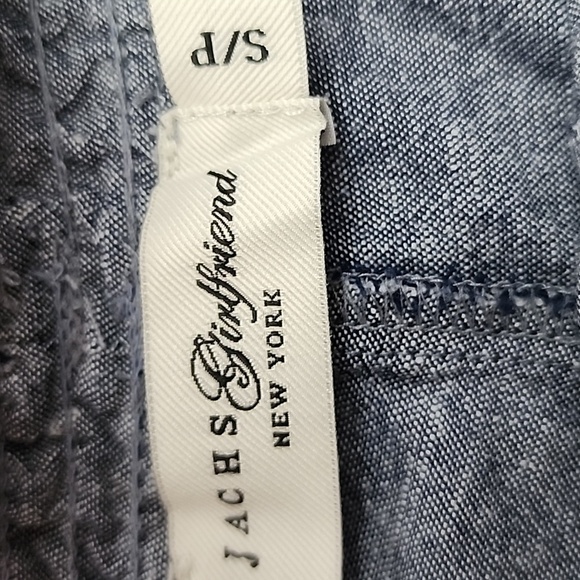 S/P
JACHS Girlfriend
NEW YORK